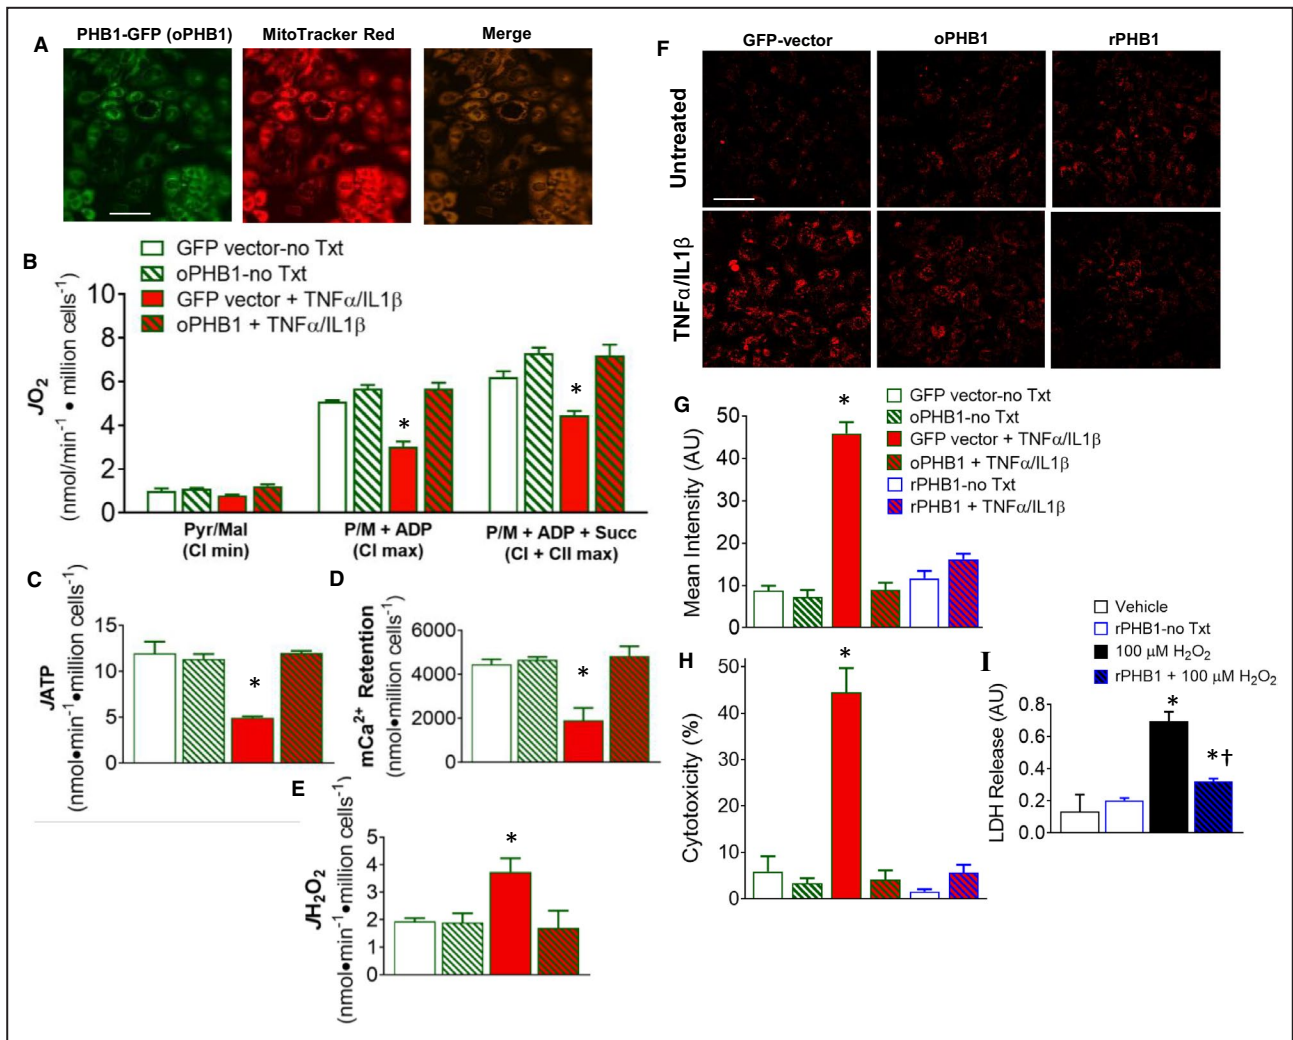 A
PHB1-GFP (oPHB1)
MitoTracker Red
Merge
B
GFP vector-no Txt
oPHB1-no Txt
GFP vector + TNFα/IL1β
oPHB1 + TNFα/IL1β
JO₂
(nmol/min⁻¹ • million cells⁻¹)
10
8
6
4
2
0
*
*
Pyr/Mal
(CI min)
P/M + ADP
(CI max)
P/M + ADP + Succ
(CI + CII max)
C
JATP
(nmol•min⁻¹•million cells⁻¹)
15
10
5
0
*
D
mCa²⁺ Retention
(nmol•million cells⁻¹)
6000
4000
2000
0
*
E
JH₂O₂
(nmol•min⁻¹•million cells⁻¹)
5
4
3
2
1
0
*
F
GFP-vector
oPHB1
rPHB1
Untreated
TNFα/IL1β
G
GFP vector-no Txt
oPHB1-no Txt
GFP vector + TNFα/IL1β
oPHB1 + TNFα/IL1β
rPHB1-no Txt
rPHB1 + TNFα/IL1β
Mean Intensity (AU)
50
40
30
20
10
0
*
H
Cytotoxicity (%)
50
40
30
20
10
0
*
I
Vehicle
rPHB1-no Txt
100 µM H₂O₂
rPHB1 + 100 µM H₂O₂
LDH Release (AU)
0.8
0.6
0.4
0.2
0.0
*
*†